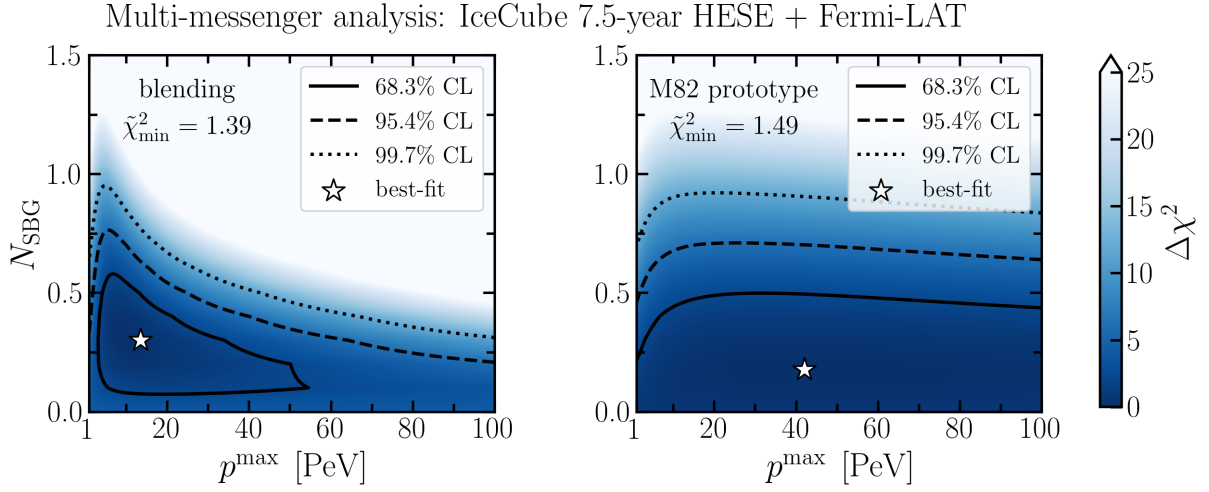 Multi-messenger analysis: IceCube 7.5-year HESE + Fermi-LAT
blending
χ̃²min = 1.39
68.3% CL
95.4% CL
99.7% CL
best-fit
1.5
1.0
0.5
0.0
N_SBG
1 20 40 60 80 100
p^max [PeV]
M82 prototype
χ̃²min = 1.49
68.3% CL
95.4% CL
99.7% CL
best-fit
1.5
1.0
0.5
0.0
1 20 40 60 80 100
p^max [PeV]
25
20
15
10
5
0
Δχ²